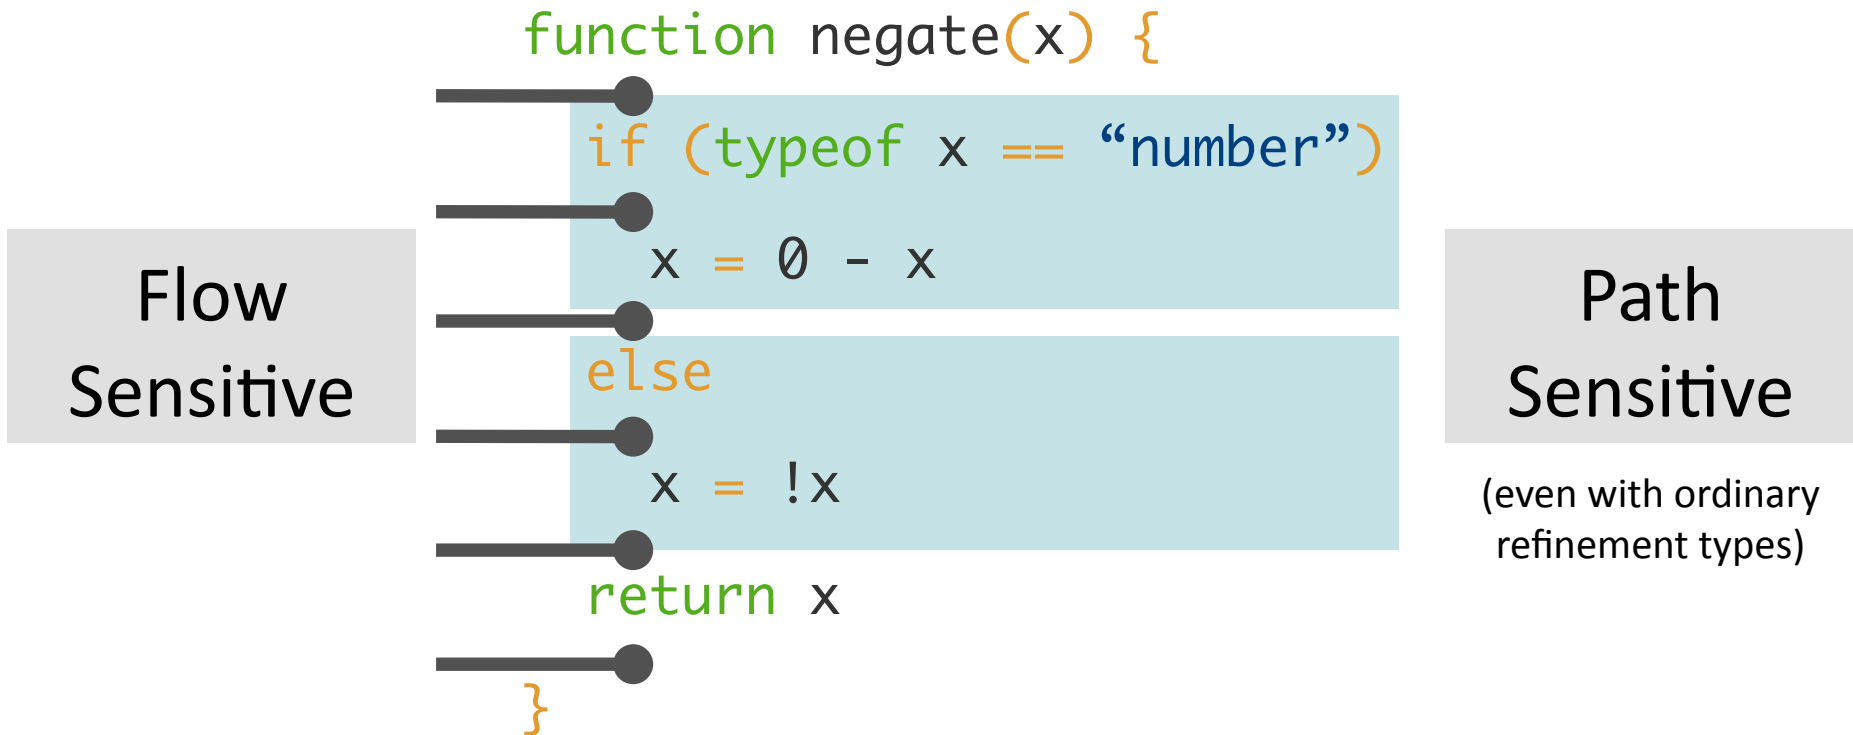 function negate(x) {
if (typeof x == “number”)
x = 0 - x
else
x = !x
return x
}
Flow
Sensitive
Path
Sensitive
(even with ordinary
refinement types)